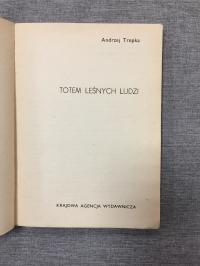 Andrzej Trepka
TOTEM LEŚNYCH LUDZI
KRAJOWA AGENCJA WYDAWNICZA